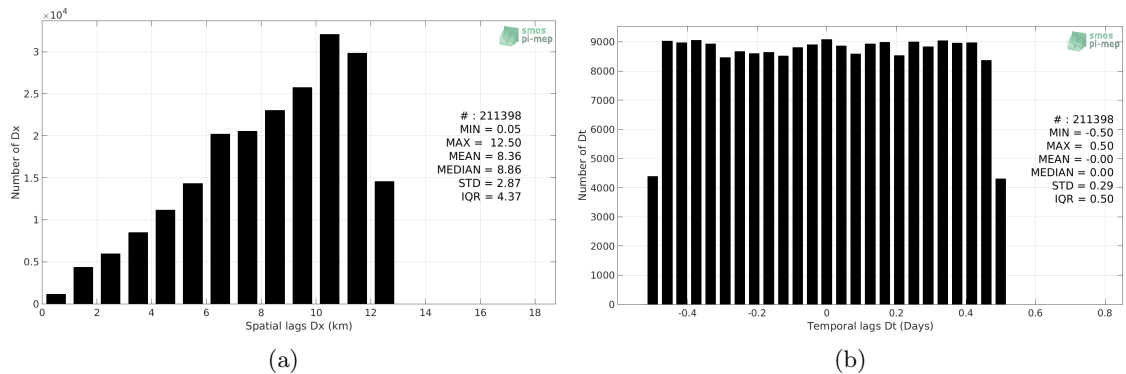 ×10⁴
3
2.5
2
1.5
1
0.5
0
Number of Dx
0 2 4 6 8 10 12 14 16 18
Spatial lags Dx (km)
smos
pi-mep
# : 211398
MIN = 0.05
MAX = 12.50
MEAN = 8.36
MEDIAN = 8.86
STD = 2.87
IQR = 4.37
(a)
9000
8000
7000
6000
5000
4000
3000
2000
1000
0
Number of Dt
-0.4 -0.2 0 0.2 0.4 0.6 0.8
Temporal lags Dt (Days)
smos
pi-mep
# : 211398
MIN = -0.50
MAX = 0.50
MEAN = -0.00
MEDIAN = 0.00
STD = 0.29
IQR = 0.50
(b)